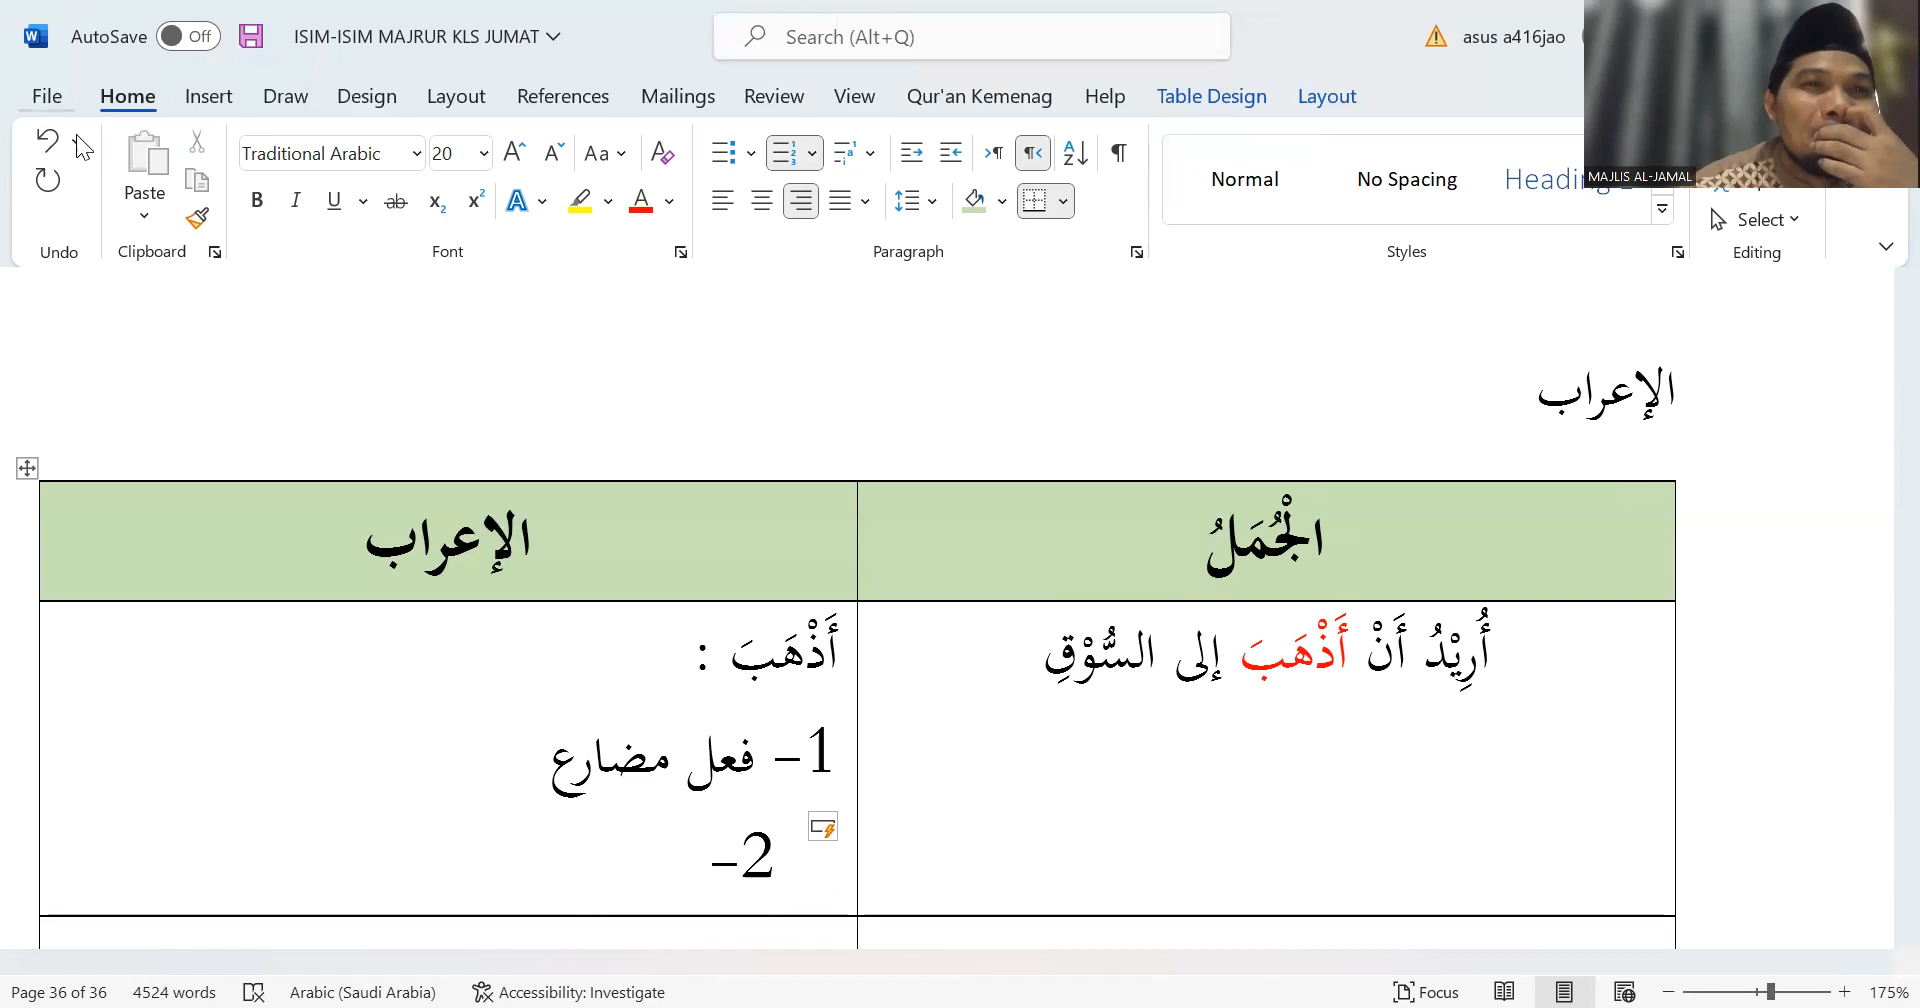 AutoSave Off ISIM-ISIM MAJRUR KLS JUMAT Search (Alt+Q) asus a416jao
File Home Insert Draw Design Layout References Mailings Review View Qur'an Kemenag Help Table Design Layout
Traditional Arabic 20
Paste
Normal No Spacing Heading
MAJLIS AL-JAMAL
Select
Undo Clipboard Font Paragraph Styles Editing
الإعراب
الْجُمَلُ
الإعراب
أُرِيْدُ أَنْ أَذْهَبَ إلى السُّوْقِ
أَذْهَبَ :
1- فعل مضارع
2-
Page 36 of 36 4524 words Arabic (Saudi Arabia) Accessibility: Investigate Focus 175%